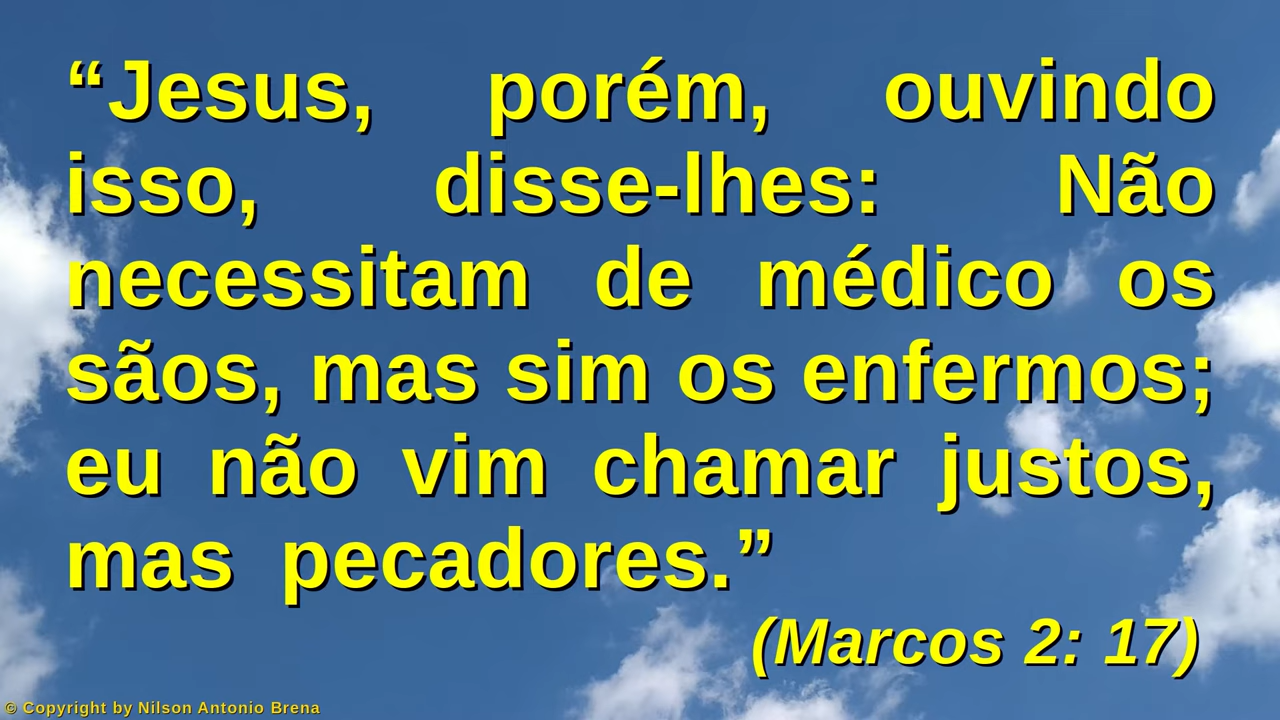 “Jesus, porém, ouvindo
isso, disse-lhes: Não
necessitam de médico os
sãos, mas sim os enfermos;
eu não vim chamar justos,
mas pecadores.”
(Marcos 2: 17)
© Copyright by Nilson Antonio Brena